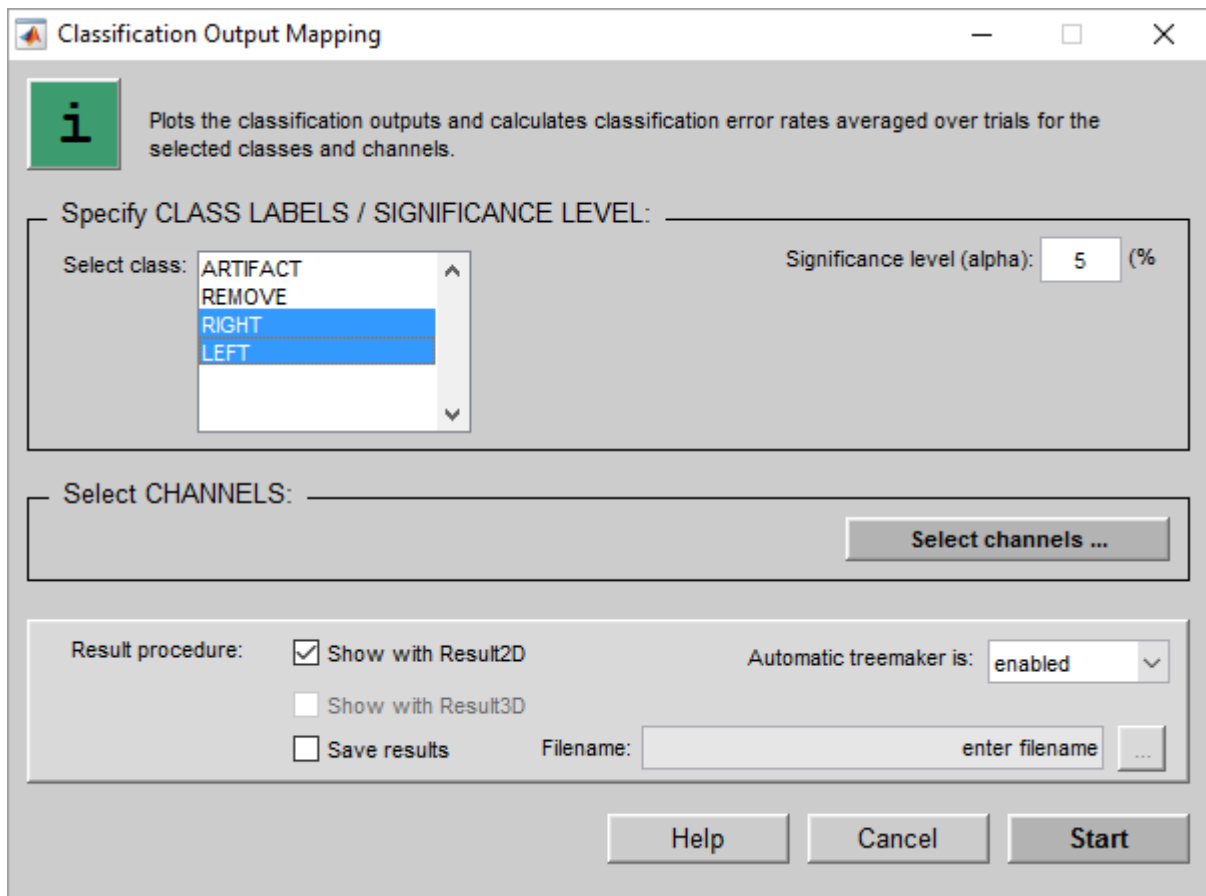 Classification Output Mapping
i
Plots the classification outputs and calculates classification error rates averaged over trials for the
selected classes and channels.
Specify CLASS LABELS / SIGNIFICANCE LEVEL:
Select class:
ARTIFACT
REMOVE
RIGHT
LEFT
Significance level (alpha): 5 (%
Select CHANNELS:
Select channels ...
Result procedure:
Show with Result2D
Automatic treemaker is: enabled
Show with Result3D
Save results
Filename: enter filename ...
Help Cancel Start